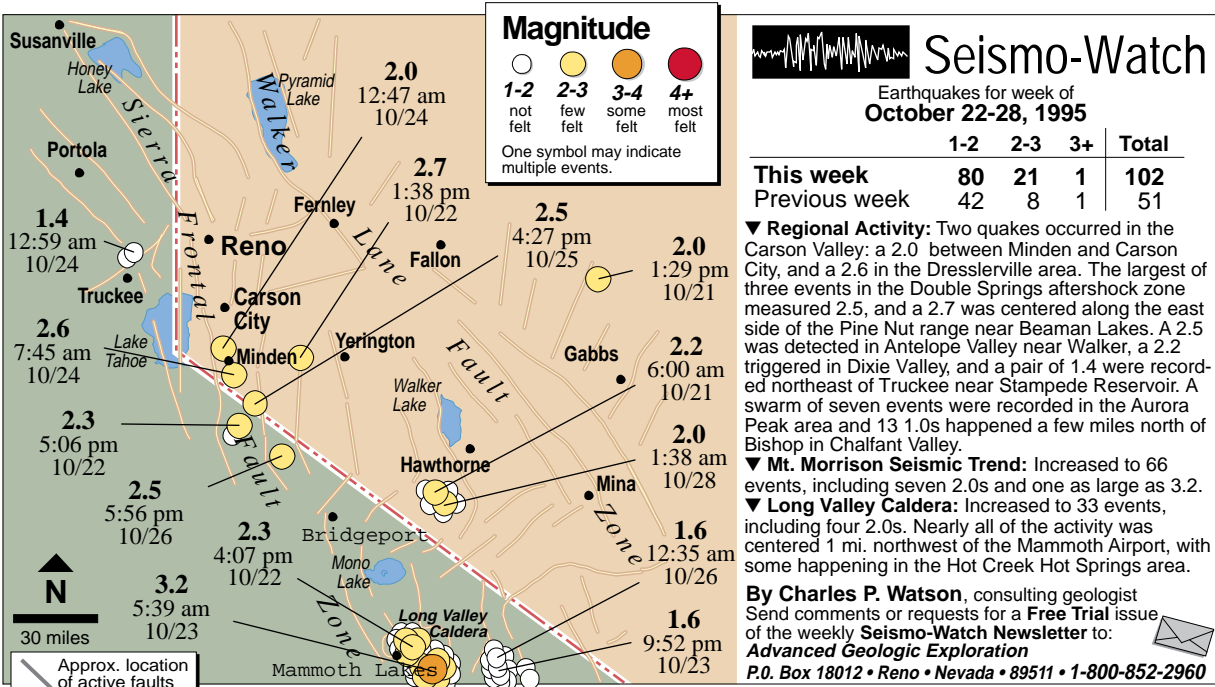 Susanville
Honey
Lake
Sierra
Frontal
Fault
Zone
Portola
1.4
12:59 am
10/24
Truckee
Reno
Walker
Lane
Fault
Zone
Pyramid
Lake
2.0
12:47 am
10/24
2.7
1:38 pm
10/22
Fernley
Fallon
2.5
4:27 pm
10/25
2.0
1:29 pm
10/21
Carson
City
Lake
Tahoe
Minden
Yerington
Gabbs
2.6
7:45 am
10/24
2.2
6:00 am
10/21
Walker
Lake
2.3
5:06 pm
10/22
Hawthorne
2.0
1:38 am
10/28
Mina
2.5
5:56 pm
10/26
Bridgeport
2.3
4:07 pm
10/22
Mono
Lake
1.6
12:35 am
10/26
3.2
5:39 am
10/23
Long Valley
Caldera
Mammoth Lakes
1.6
9:52 pm
10/23
N
30 miles
Approx. location
of active faults
Magnitude
1-2 2-3 3-4 4+
not few some most
felt felt felt felt
One symbol may indicate
multiple events.
Seismo-Watch
Earthquakes for week of
October 22-28, 1995
1-2 2-3 3+ Total
This week 80 21 1 102
Previous week 42 8 1 51
▼ Regional Activity: Two quakes occurred in the
Carson Valley: a 2.0 between Minden and Carson
City, and a 2.6 in the Dresslerville area. The largest of
three events in the Double Springs aftershock zone
measured 2.5, and a 2.7 was centered along the east
side of the Pine Nut range near Beaman Lakes. A 2.5
was detected in Antelope Valley near Walker, a 2.2
triggered in Dixie Valley, and a pair of 1.4 were record-
ed northeast of Truckee near Stampede Reservoir. A
swarm of seven events were recorded in the Aurora
Peak area and 13 1.0s happened a few miles north of
Bishop in Chalfant Valley.
▼ Mt. Morrison Seismic Trend: Increased to 66
events, including seven 2.0s and one as large as 3.2.
▼ Long Valley Caldera: Increased to 33 events,
including four 2.0s. Nearly all of the activity was
centered 1 mi. northwest of the Mammoth Airport, with
some happening in the Hot Creek Hot Springs area.
By Charles P. Watson, consulting geologist
Send comments or requests for a Free Trial issue
of the weekly Seismo-Watch Newsletter to:
Advanced Geologic Exploration
P.O. Box 18012 • Reno • Nevada • 89511 • 1-800-852-2960